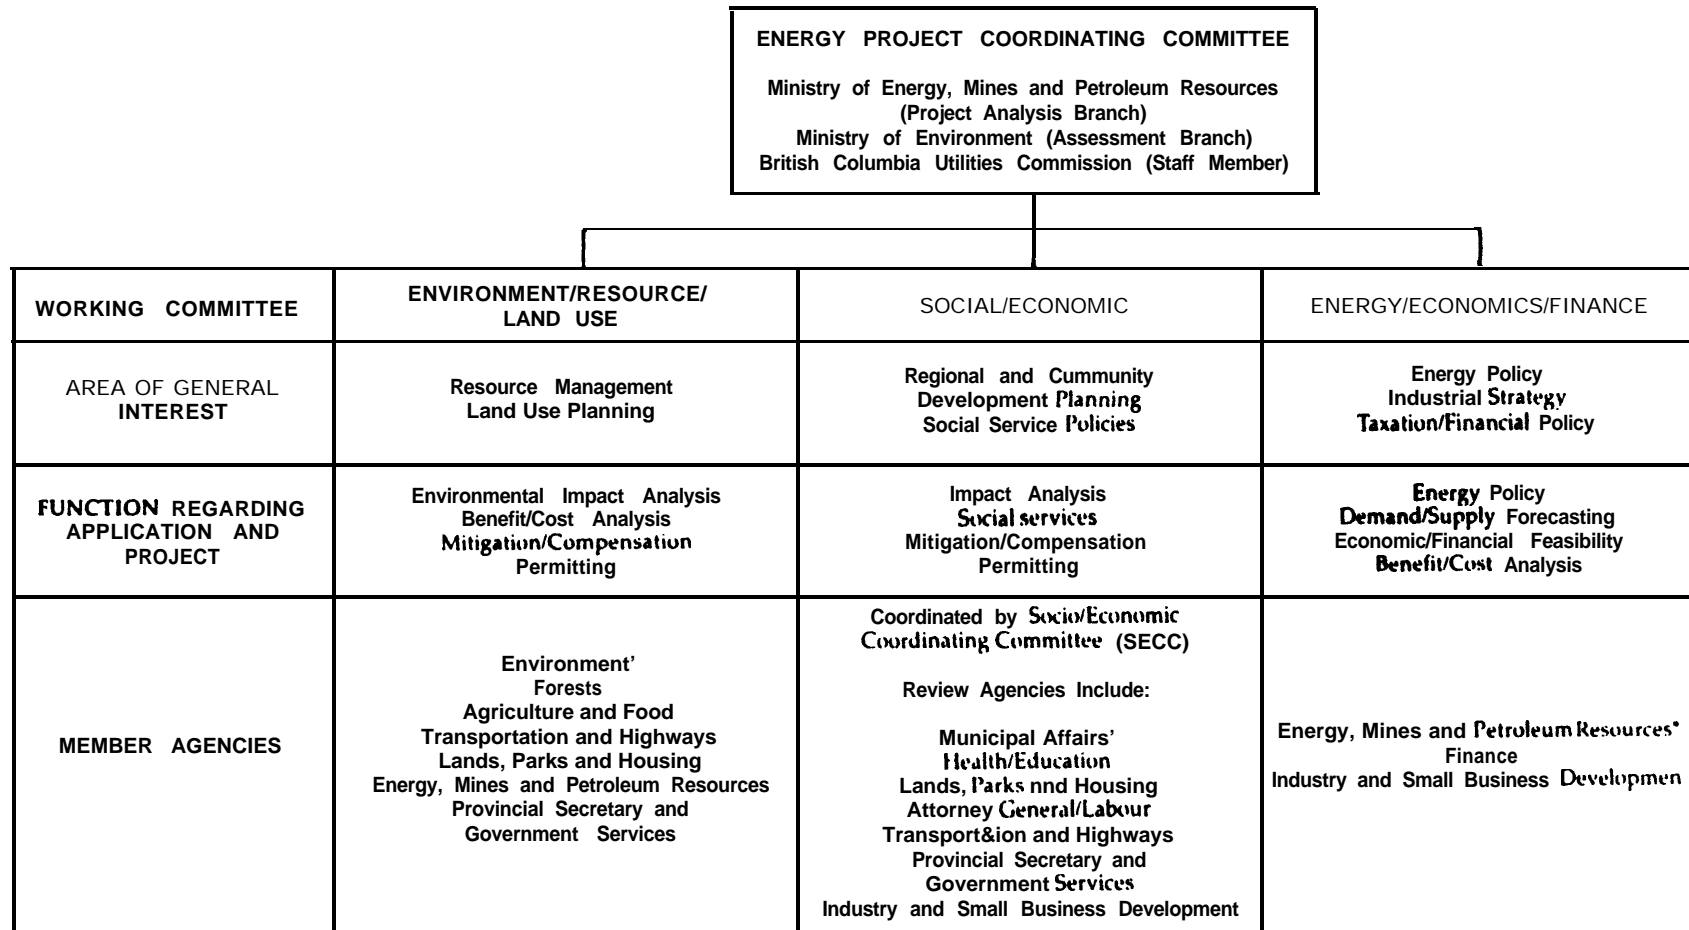 ENERGY PROJECT COORDINATING COMMITTEE
Ministry of Energy, Mines and Petroleum Resources
(Project Analysis Branch)
Ministry of Environment (Assessment Branch)
British Columbia Utilities Commission (Staff Member)
WORKING COMMITTEE
ENVIRONMENT/RESOURCE/
LAND USE
SOCIAL/ECONOMIC
ENERGY/ECONOMICS/FINANCE
AREA OF GENERAL
INTEREST
Resource Management
Land Use Planning
Regional and Cummunity
Development Planning
Social Service Policies
Energy Policy
Industrial Strategy
Taxation/Financial Policy
FUNCTION REGARDING
APPLICATION AND
PROJECT
Environmental Impact Analysis
Benefit/Cost Analysis
Mitigation/Compensation
Permitting
Impact Analysis
Social services
Mitigation/Compensation
Permitting
Energy Policy
Demand/Supply Forecasting
Economic/Financial Feasibility
Benefit/Cost Analysis
MEMBER AGENCIES
Environment’
Forests
Agriculture and Food
Transportation and Highways
Lands, Parks and Housing
Energy, Mines and Petroleum Resources
Provincial Secretary and
Government Services
Coordinated by Socio/Economic
Coordinating Committee (SECC)
Review Agencies Include:
Municipal Affairs’
Health/Education
Lands, Parks nnd Housing
Attorney General/Labour
Transport&ion and Highways
Provincial Secretary and
Government Services
Industry and Small Business Development
Energy, Mines and Petroleum Resources*
Finance
Industry and Small Business Developmen